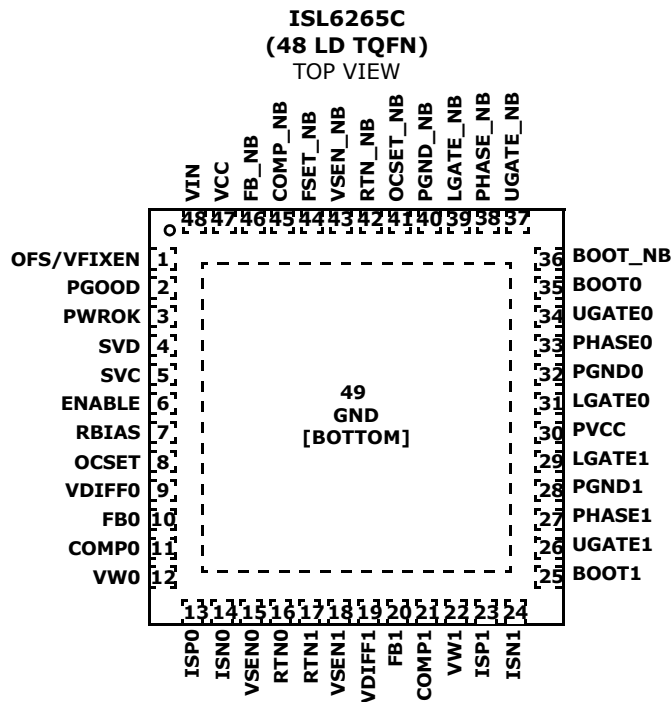 ISL6265C
(48 LD TQFN)
TOP VIEW
VIN
VCC
FB_NB
COMP_NB
FSET_NB
VSEN_NB
RTN_NB
OCSET_NB
PGND_NB
LGATE_NB
PHASE_NB
UGATE_NB
48 47 46 45 44 43 42 41 40 39 38 37
OFS/VFIXEN 1
PGOOD 2
PWROK 3
SVD 4
SVC 5
ENABLE 6
RBIAS 7
OCSET 8
VDIFF0 9
FB0 10
COMP0 11
VW0 12
49
GND
[BOTTOM]
36 BOOT_NB
35 BOOT0
34 UGATE0
33 PHASE0
32 PGND0
31 LGATE0
30 PVCC
29 LGATE1
28 PGND1
27 PHASE1
26 UGATE1
25 BOOT1
13 14 15 16 17 18 19 20 21 22 23 24
ISP0
ISN0
VSEN0
RTN0
RTN1
VSEN1
VDIFF1
FB1
COMP1
VW1
ISP1
ISN1